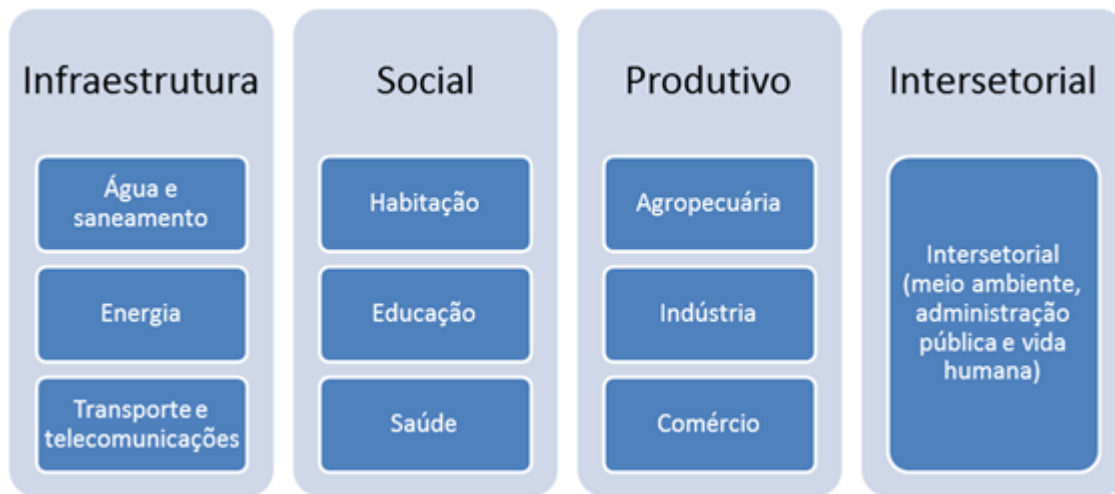 Infraestrutura
Água e
saneamento
Energia
Transporte e
telecomunicações
Social
Habitação
Educação
Saúde
Produtivo
Agropecuária
Indústria
Comércio
Intersetorial
Intersetorial
(meio ambiente,
administração
pública e vida
humana)